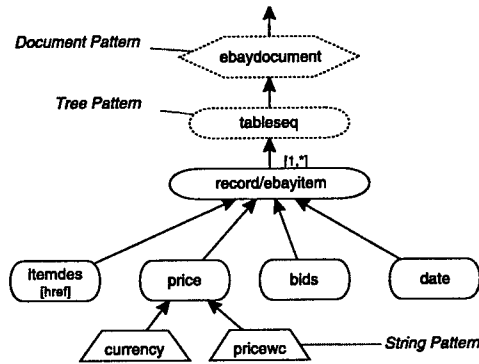 Document Pattern
ebaydocument
Tree Pattern
tableseq
[1,*]
record/ebayitem
Itemdes
[href]
price
bids
date
currency
pricewc
String Pattern